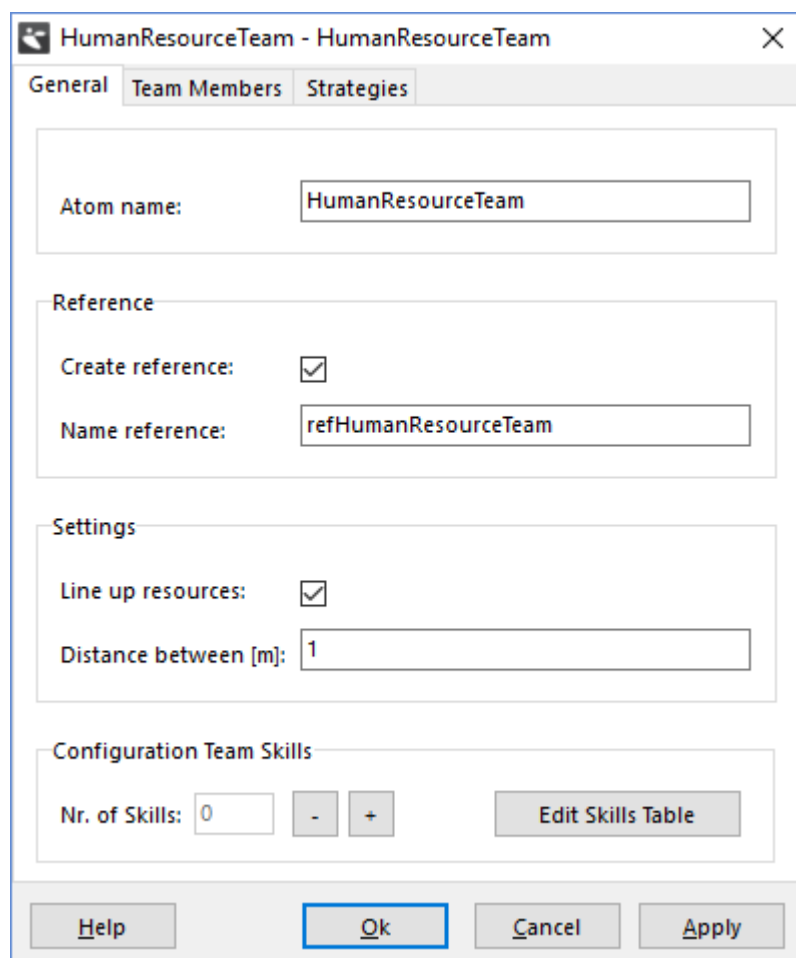 HumanResourceTeam - HumanResourceTeam
General Team Members Strategies
Atom name: HumanResourceTeam
Reference
Create reference:
Name reference: refHumanResourceTeam
Settings
Line up resources:
Distance between [m]: 1
Configuration Team Skills
Nr. of Skills: 0 - + Edit Skills Table
Help Ok Cancel Apply